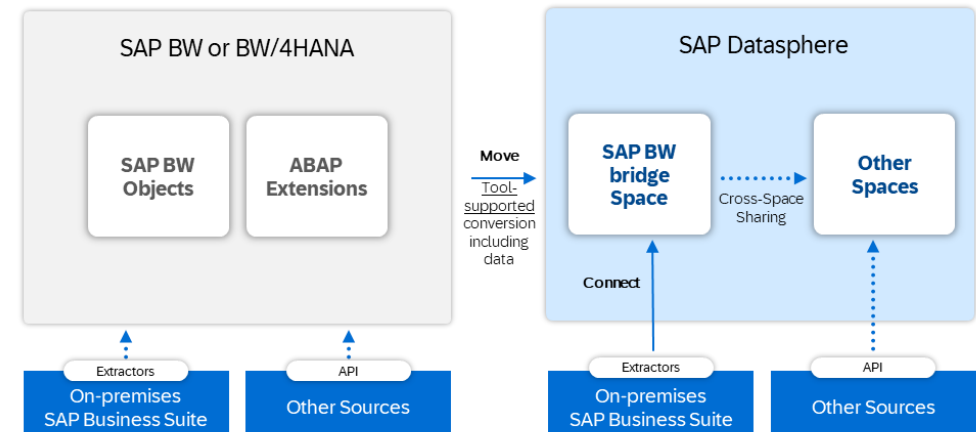 SAP BW or BW/4HANA
SAP BW
Objects
ABAP
Extensions
Extractors
On-premises
SAP Business Suite
API
Other Sources
Move
Tool-
supported
conversion
including
data
SAP Datasphere
SAP BW
bridge
Space
Cross-Space
Sharing
Other
Spaces
Connect
Extractors
On-premises
SAP Business Suite
API
Other Sources